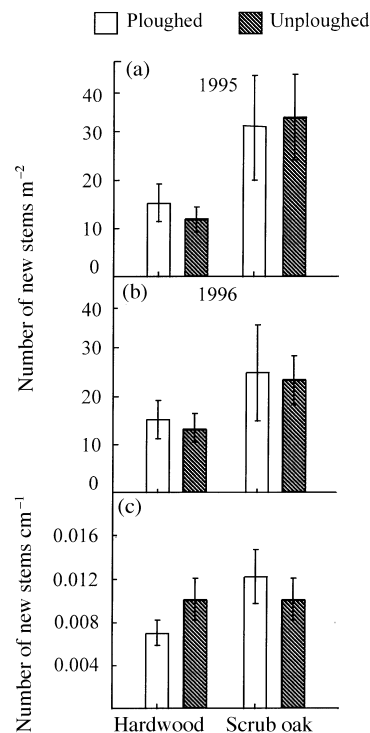 Ploughed Unploughed
(a)
1995
40
30
20
10
0
Number of new stems m⁻²
(b)
1996
40
30
20
10
0
(c)
Number of new stems cm⁻¹
0.016
0.012
0.008
0.004
Hardwood Scrub oak